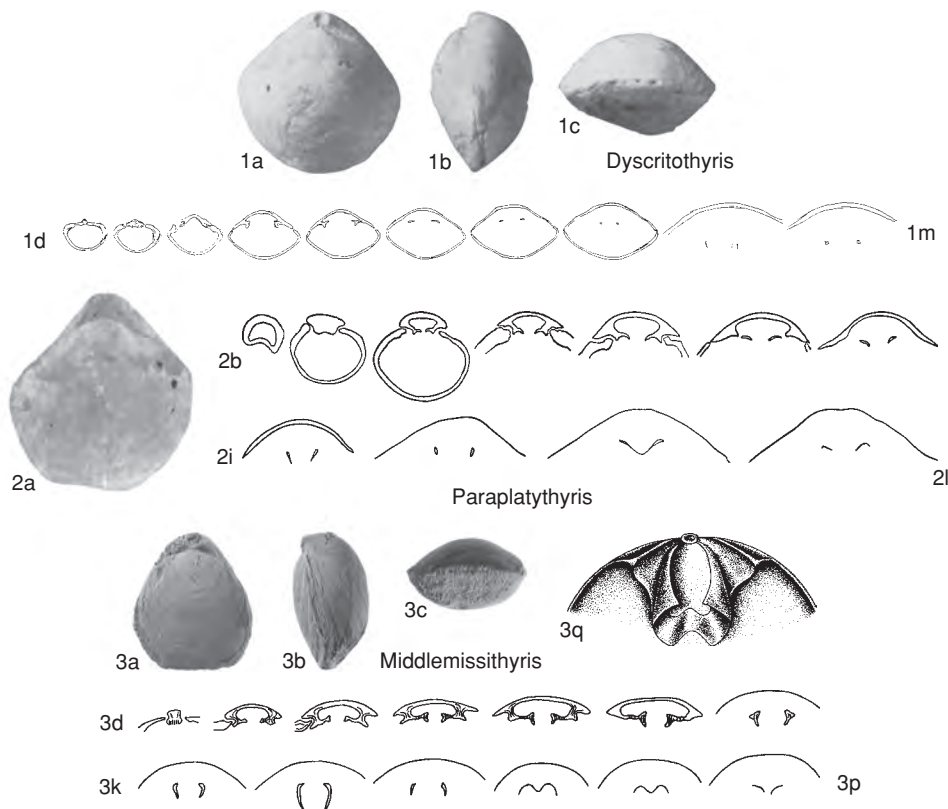 1a
1b
1c
Dyscritothyris
1d
1m
2a
2b
2i
2l
Paraplatythyris
3a
3b
3c
Middlemissithyris
3q
3d
3k
3p